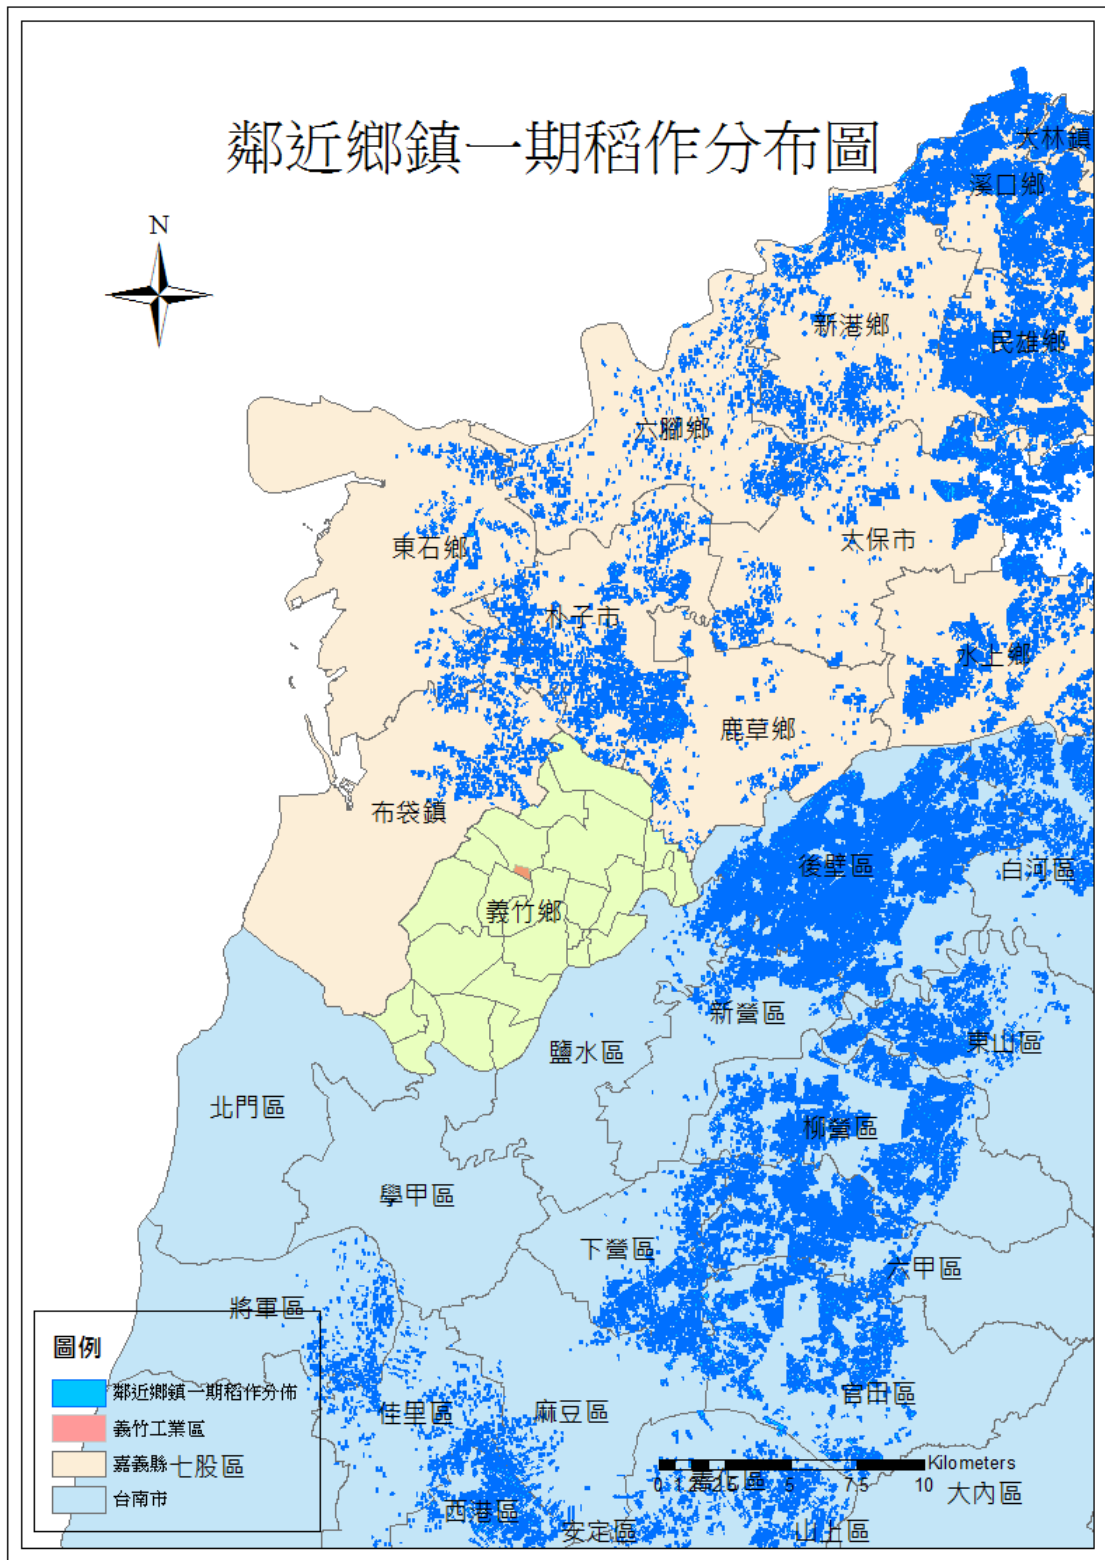 鄰近鄉鎮一期稻作分布圖
N
大林鎮
溪口鄉
新港鄉
民雄鄉
六腳鄉
東石鄉
太保市
朴子市
水上鄉
鹿草鄉
布袋鎮
後壁區
白河區
義竹鄉
新營區
鹽水區
東山區
北門區
柳營區
學甲區
下營區
六甲區
將軍區
圖例
鄰近鄉鎮一期稻作分佈
義竹工業區
嘉義縣
台南市
七股區
佳里區
麻豆區
官田區
善化區
Kilometers
0 1.25 2.5 5 7.5 10
大內區
西港區
安定區
山上區